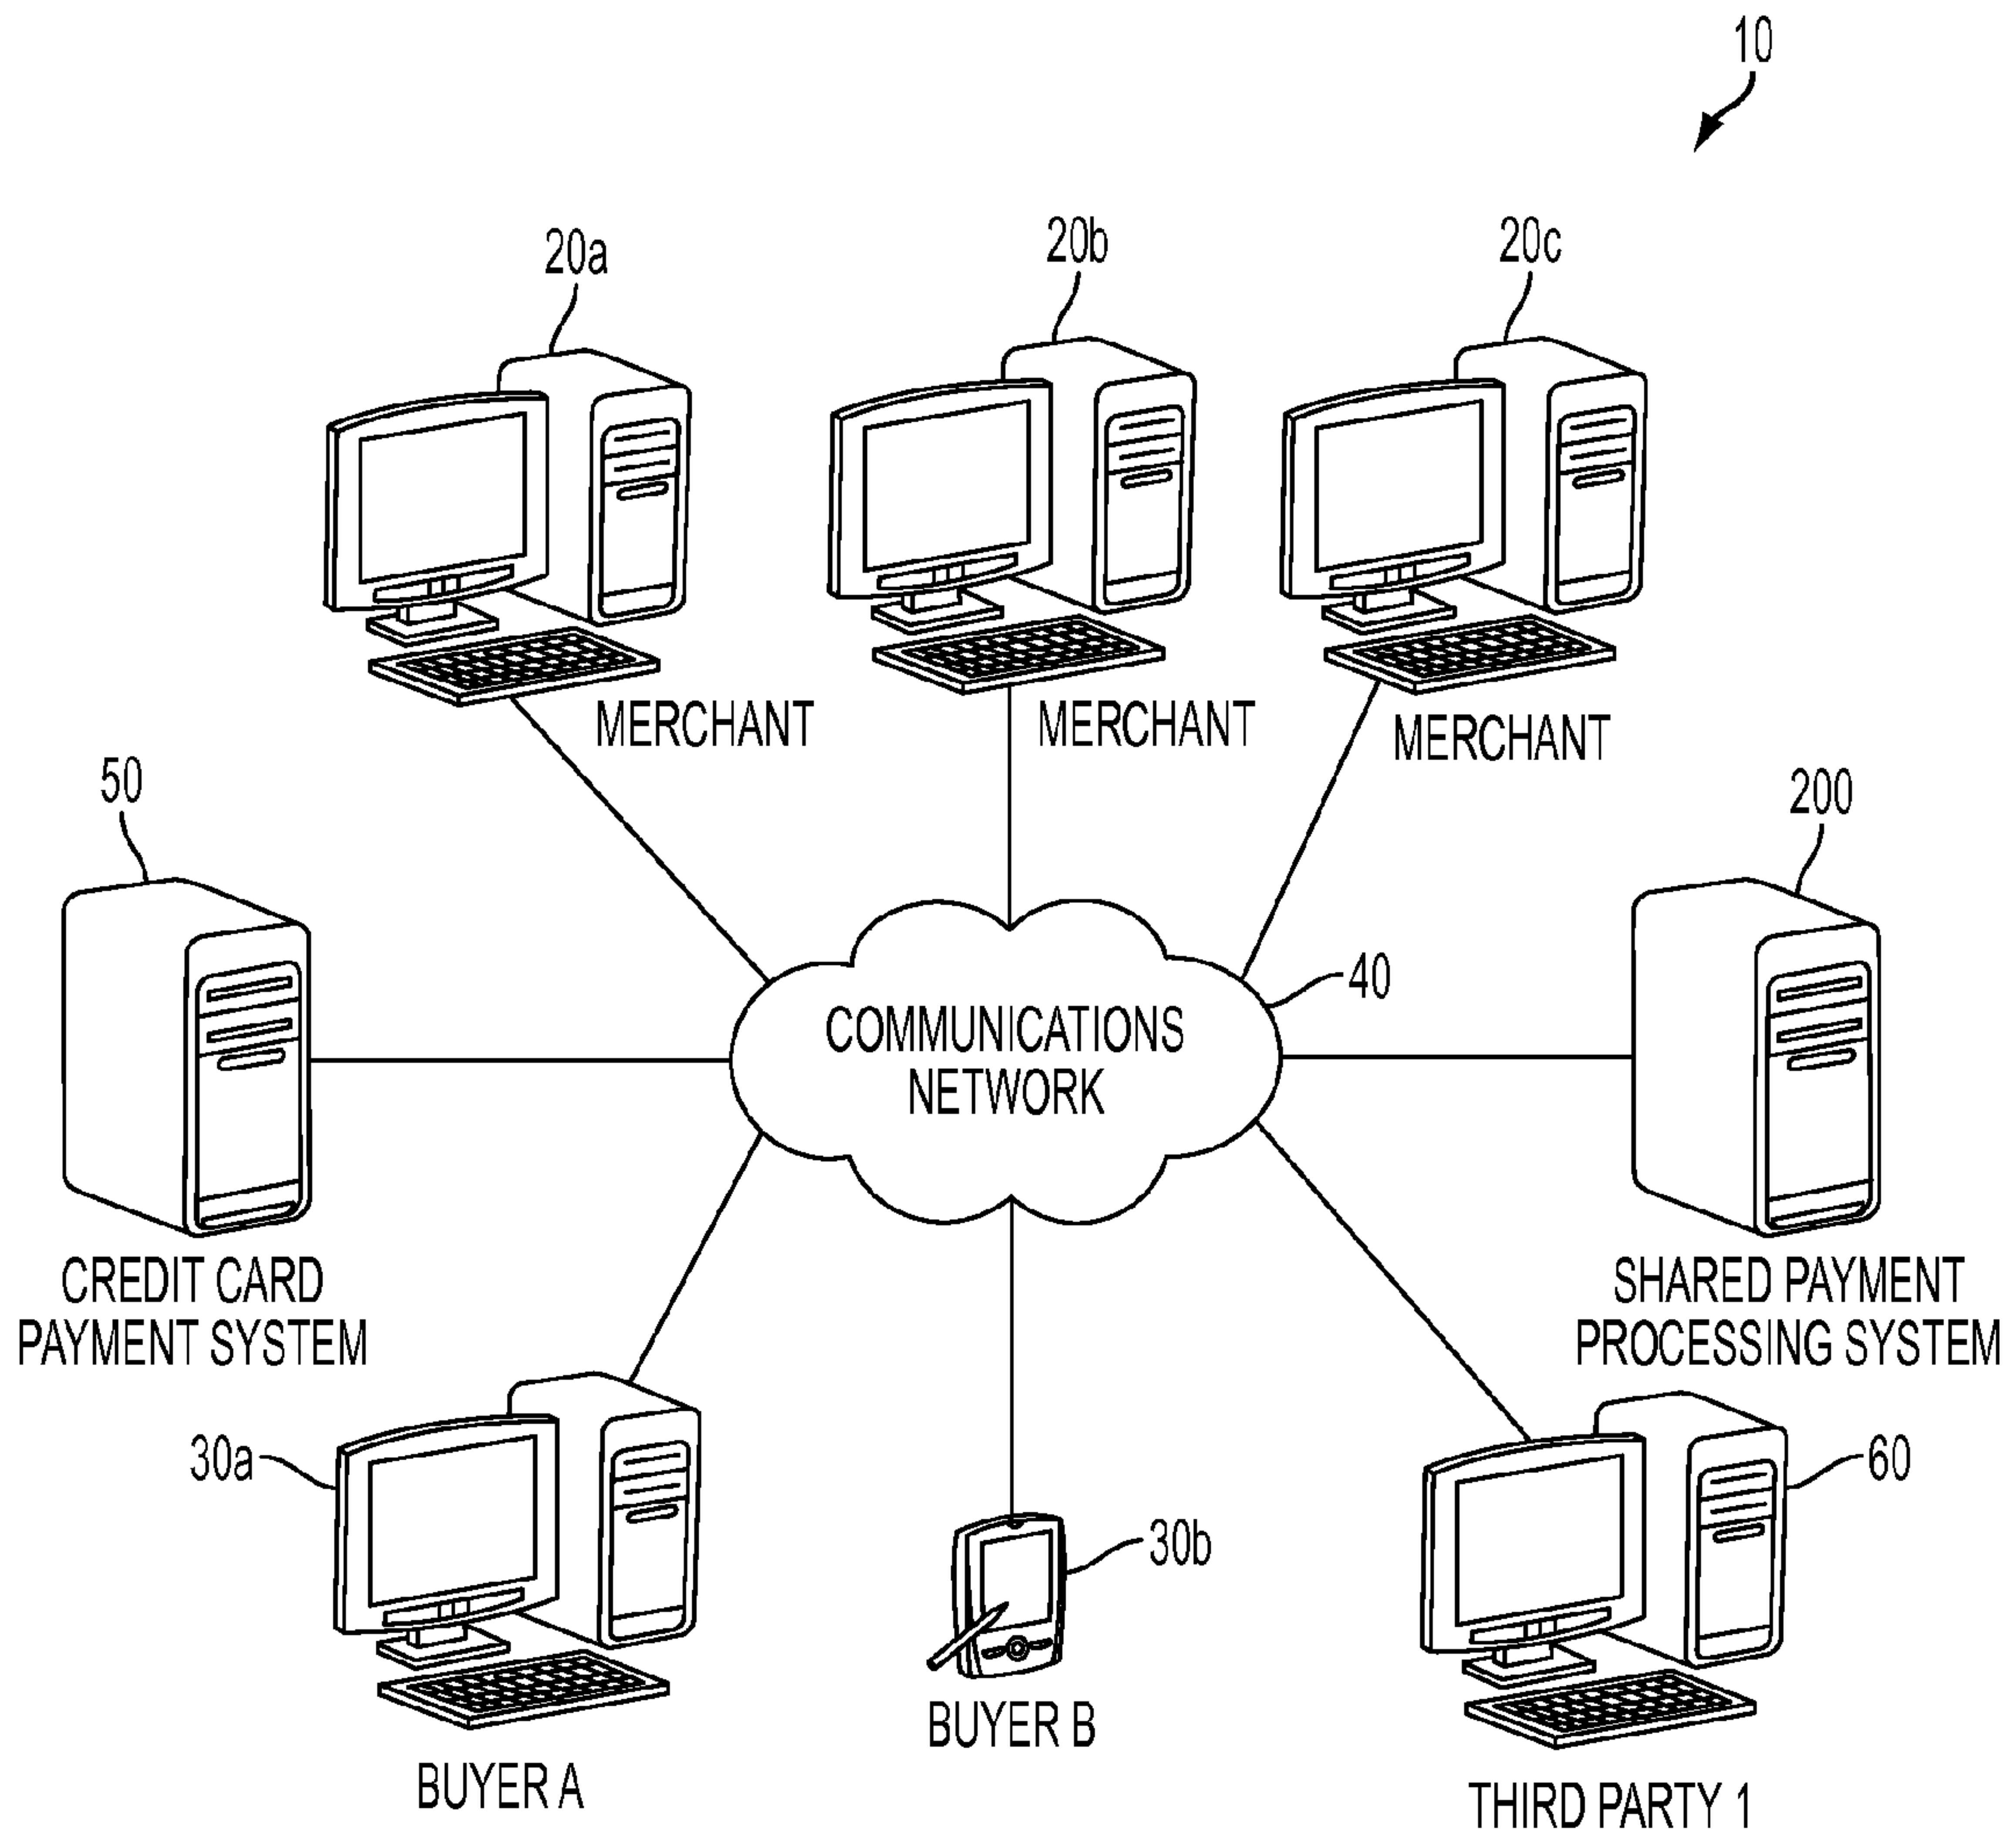 10
20a
20b
20c
MERCHANT
MERCHANT
MERCHANT
50
200
40
COMMUNICATIONS
NETWORK
CREDIT CARD
PAYMENT SYSTEM
SHARED PAYMENT
PROCESSING SYSTEM
30a
60
30b
BUYER A
BUYER B
THIRD PARTY 1